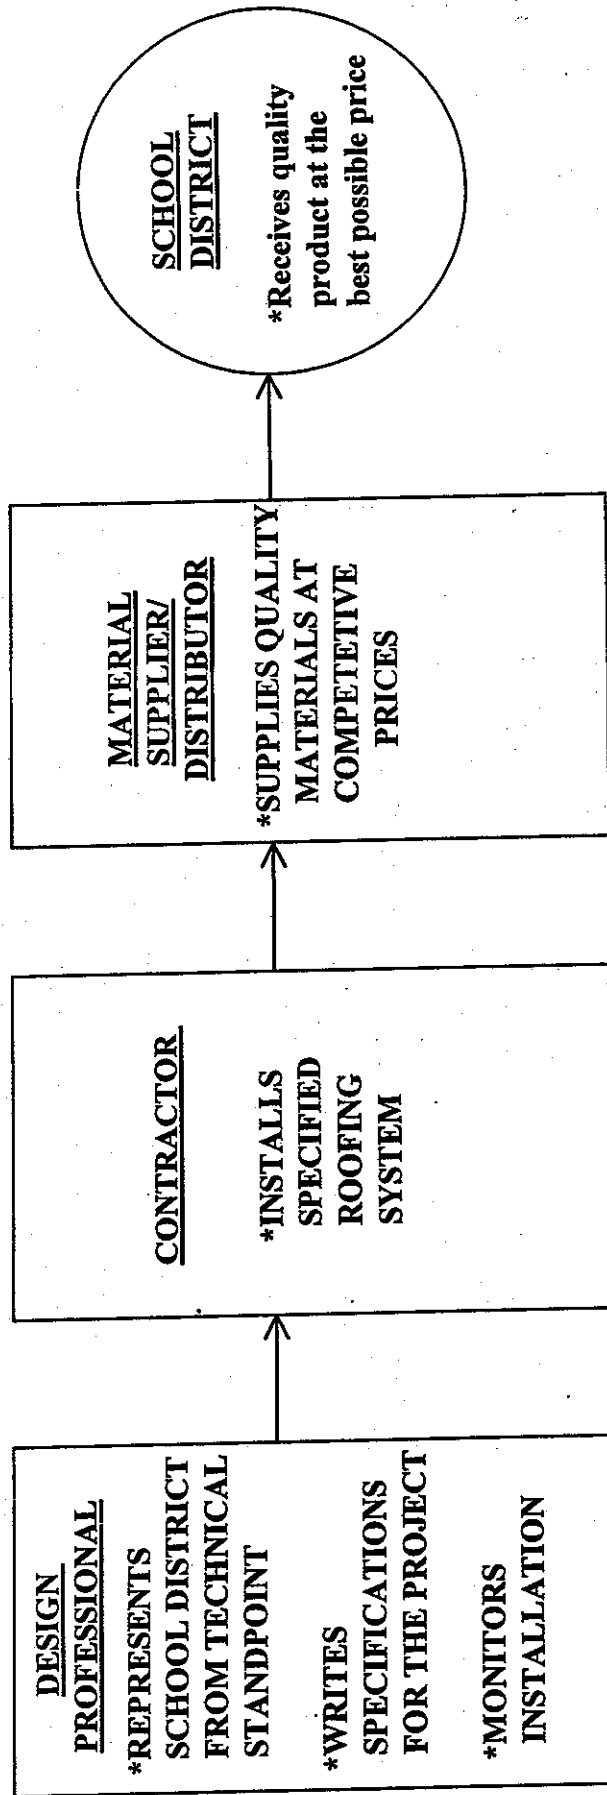 DESIGN
PROFESSIONAL
*REPRESENTS
SCHOOL DISTRICT
FROM TECHNICAL
STANDPOINT
*WRITES
SPECIFICATIONS
FOR THE PROJECT
*MONITORS
INSTALLATION
CONTRACTOR
*INSTALLS
SPECIFIED
ROOFING
SYSTEM
MATERIAL
SUPPLIER/
DISTRIBUTOR
*SUPPLIES QUALITY
MATERIALS AT
COMPETETIVE
PRICES
SCHOOL
DISTRICT
*Receives quality
product at the
best possible price